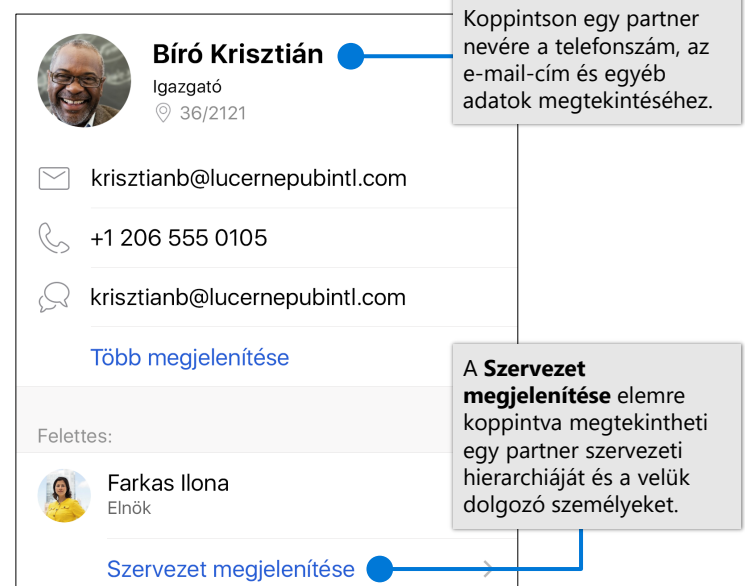 Bíró Krisztián
Igazgató
36/2121
Koppintson egy partner
nevére a telefonszám, az
e-mail-cím és egyéb
adatok megtekintéséhez.
krisztianb@lucernepubintl.com
+1 206 555 0105
krisztianb@lucernepubintl.com
Több megjelenítése
Felettes:
Farkas Ilona
Elnök
Szervezet megjelenítése
A Szervezet
megjelenítése elemre
koppintva megtekintheti
egy partner szervezeti
hierarchiáját és a velük
dolgozó személyeket.